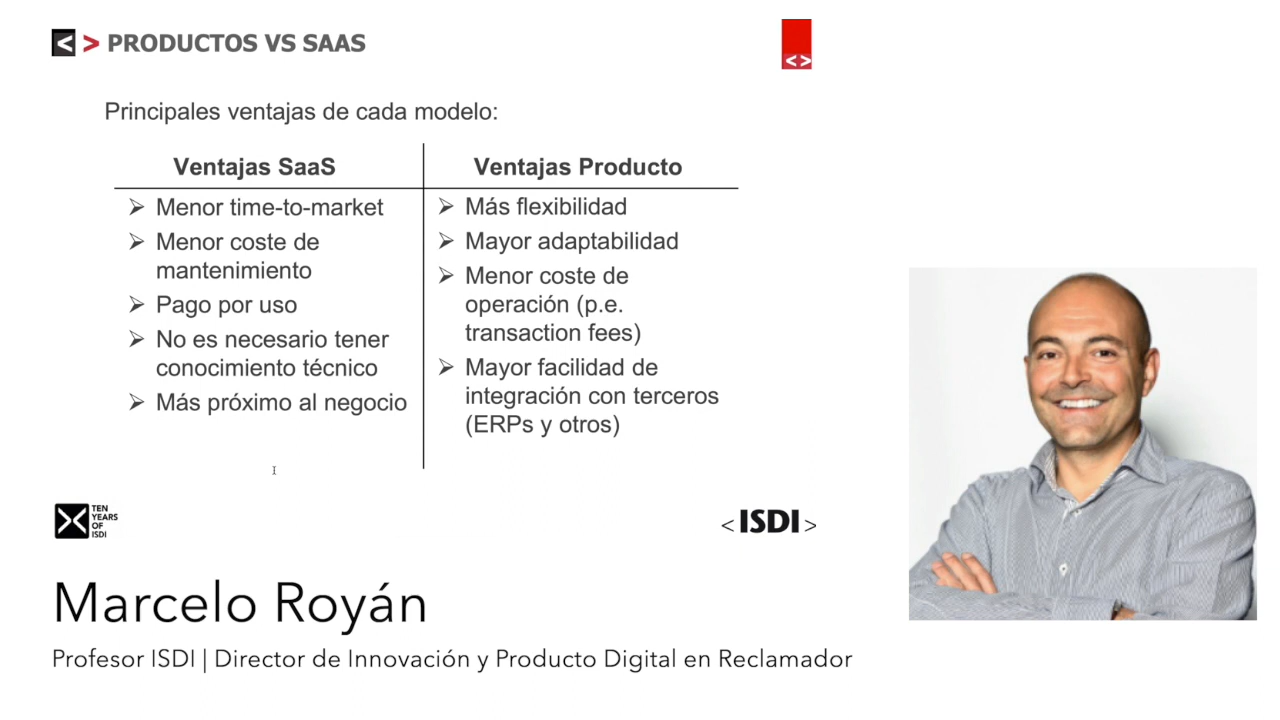 < > PRODUCTOS VS SAAS
< >
Principales ventajas de cada modelo:
Ventajas SaaS
➢ Menor time-to-market
➢ Menor coste de
mantenimiento
➢ Pago por uso
➢ No es necesario tener
conocimiento técnico
➢ Más próximo al negocio
Ventajas Producto
➢ Más flexibilidad
➢ Mayor adaptabilidad
➢ Menor coste de
operación (p.e.
transaction fees)
➢ Mayor facilidad de
integración con terceros
(ERPs y otros)
TEN
YEARS
OF
ISDI
<ISDI>
Marcelo Royán
Profesor ISDI | Director de Innovación y Producto Digital en Reclamador